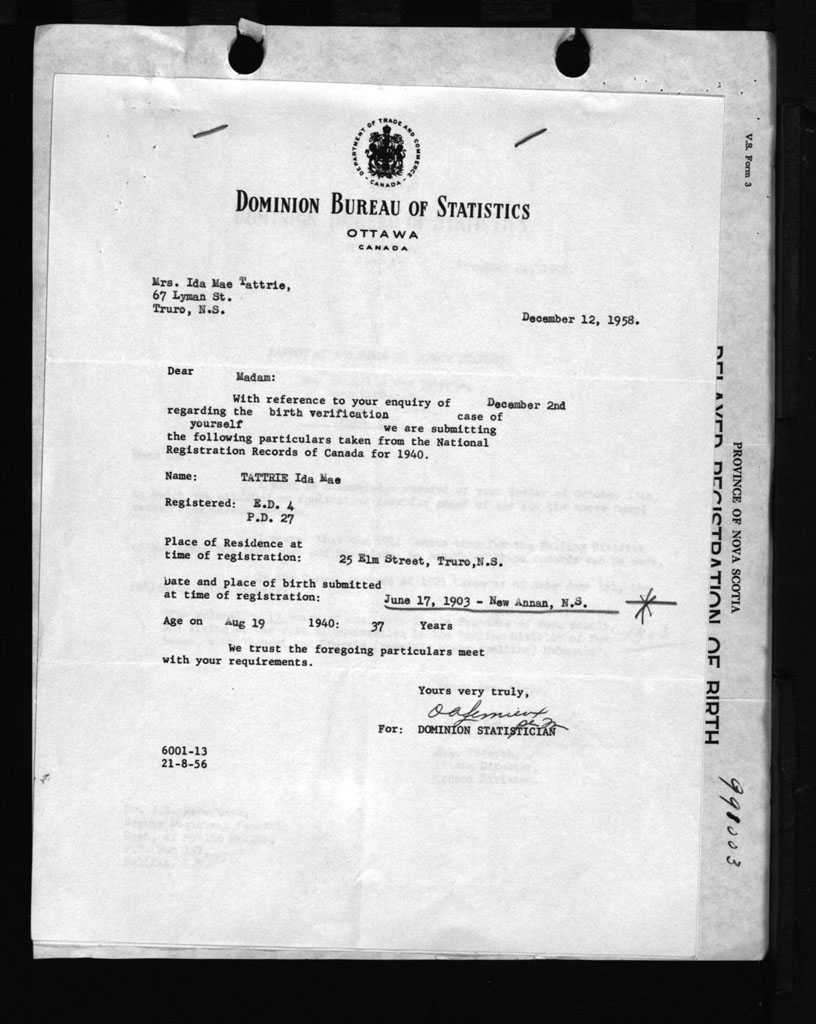 DEPARTMENT OF TRADE AND COMMERCE
- CANADA -
DOMINION BUREAU OF STATISTICS
OTTAWA
CANADA
Mrs. Ida Mae Tattrie,
67 Lyman St.
Truro, N.S.
December 12, 1958.
Dear Madam:
With reference to your enquiry of December 2nd
regarding the birth verification case of
yourself we are submitting
the following particulars taken from the National
Registration Records of Canada for 1940.
Name: TATTRIE Ida Mae
Registered: E.D. 4
P.D. 27
Place of Residence at
time of registration: 25 Elm Street, Truro,N.S.
Date and place of birth submitted
at time of registration: June 17, 1903 - New Annan, N.S.
Age on Aug 19 1940: 37 Years
We trust the foregoing particulars meet
with your requirements.
Yours very truly,
For: DOMINION STATISTICIAN
6001-13
21-8-56
V.S. Form 3
PROVINCE OF NOVA SCOTIA
DELAYED REGISTRATION OF BIRTH